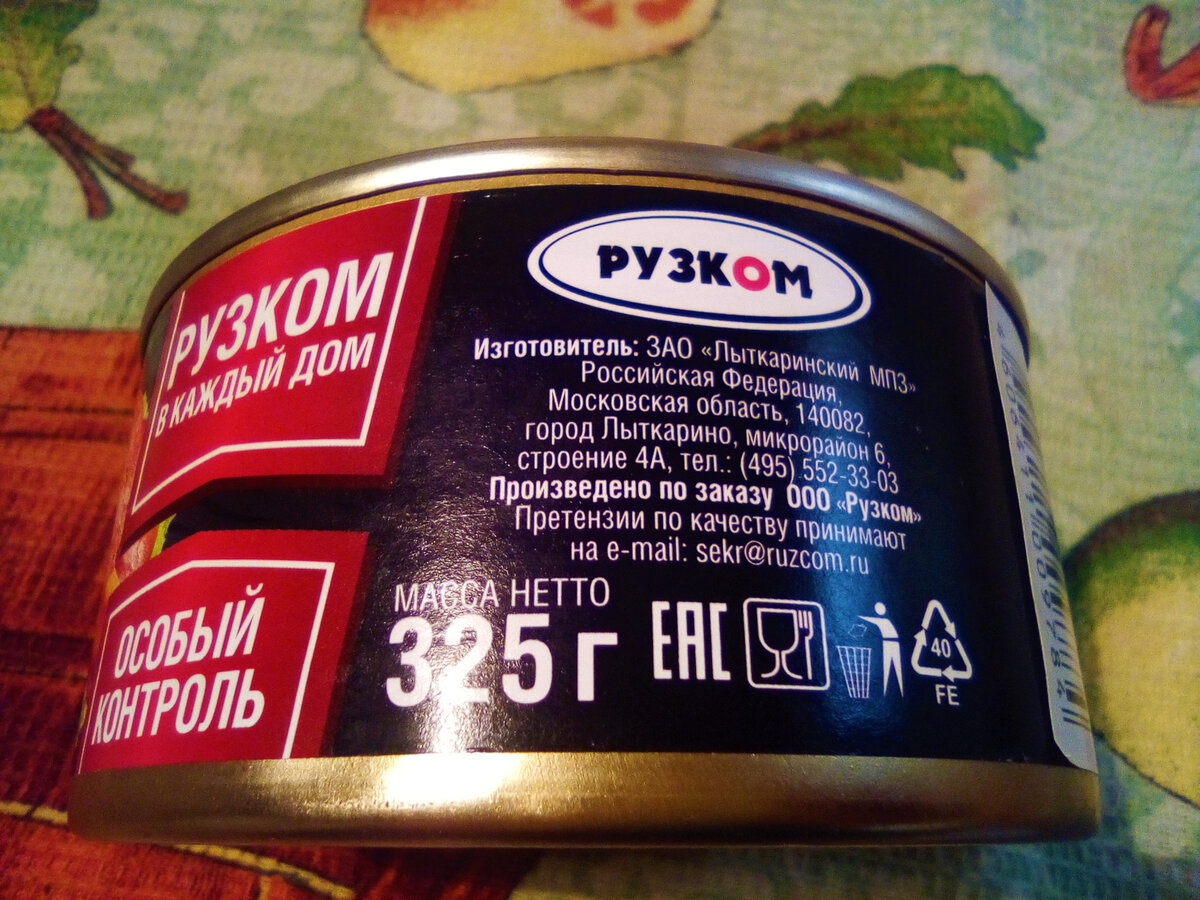 РУЗКОМ
В КАЖДЫЙ ДОМ
ОСОБЫЙ
КОНТРОЛЬ
РУЗКОМ
Изготовитель: ЗАО «Лыткаринский МПЗ»
Российская Федерация,
Московская область, 140082,
город Лыткарино, микрорайон 6,
строение 4А, тел.: (495) 552-33-03
Произведено по заказу ООО «Рузком»
Претензии по качеству принимают
на e-mail: sekr@ruzcom.ru
МАССА НЕТТО
325 г
EAC
40
FE